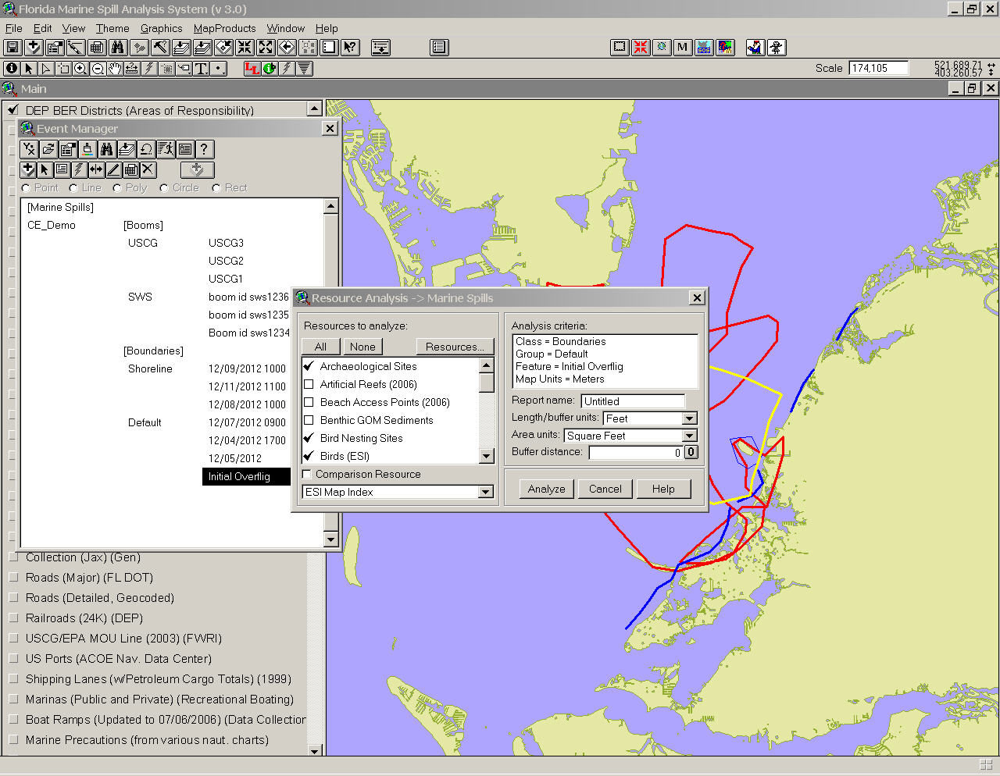 Florida Marine Spill Analysis System (v 3.0)
File Edit View Theme Graphics MapProducts Window Help
M
SOS
T
LL
Scale 174,105
521,689.71
403,260.57
Main
DEP BER Districts (Areas of Responsibility)
Event Manager
Point Line Poly Circle Rect
[Marine Spills]
CE_Demo [Booms]
USCG USCG3
USCG2
USCG1
SWS boom id sws1236
boom id sws1235
Boom id sws1234
[Boundaries]
Shoreline 12/09/2012 1000
12/11/2012 1100
12/08/2012 1000
Default 12/07/2012 0900
12/04/2012 1700
12/05/2012
Initial Overflig
Resource Analysis -> Marine Spills
Resources to analyze:
All None Resources...
Archaeological Sites
Artificial Reefs (2006)
Beach Access Points (2006)
Benthic GOM Sediments
Bird Nesting Sites
Birds (ESI)
Comparison Resource
ESI Map Index
Analysis criteria:
Class = Boundaries
Group = Default
Feature = Initial Overflig
Map Units = Meters
Report name: Untitled
Length/buffer units: Feet
Area units: Square Feet
Buffer distance: 0 0
Analyze Cancel Help
Collection (Jax) (Gen)
Roads (Major) (FL DOT)
Roads (Detailed, Geocoded)
Railroads (24K) (DEP)
USCG/EPA MOU Line (2003) (FWRI)
US Ports (ACOE Nav. Data Center)
Shipping Lanes (w/Petroleum Cargo Totals) (1999)
Marinas (Public and Private) (Recreational Boating)
Boat Ramps (Updated to 07/06/2006) (Data Collection
Marine Precautions (from various naut. charts)